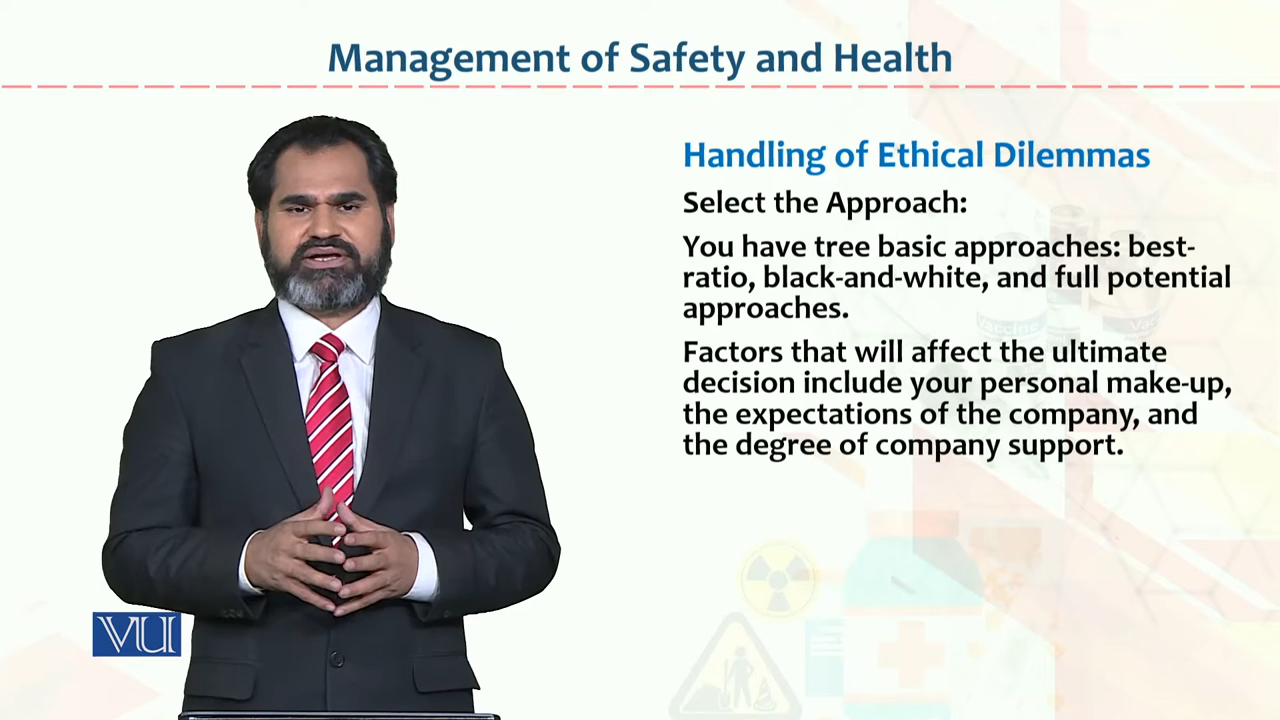 Management of Safety and Health
Handling of Ethical Dilemmas
Select the Approach:
You have tree basic approaches: best-
ratio, black-and-white, and full potential
approaches.
Factors that will affect the ultimate
decision include your personal make-up,
the expectations of the company, and
the degree of company support.
Vaccine
VU